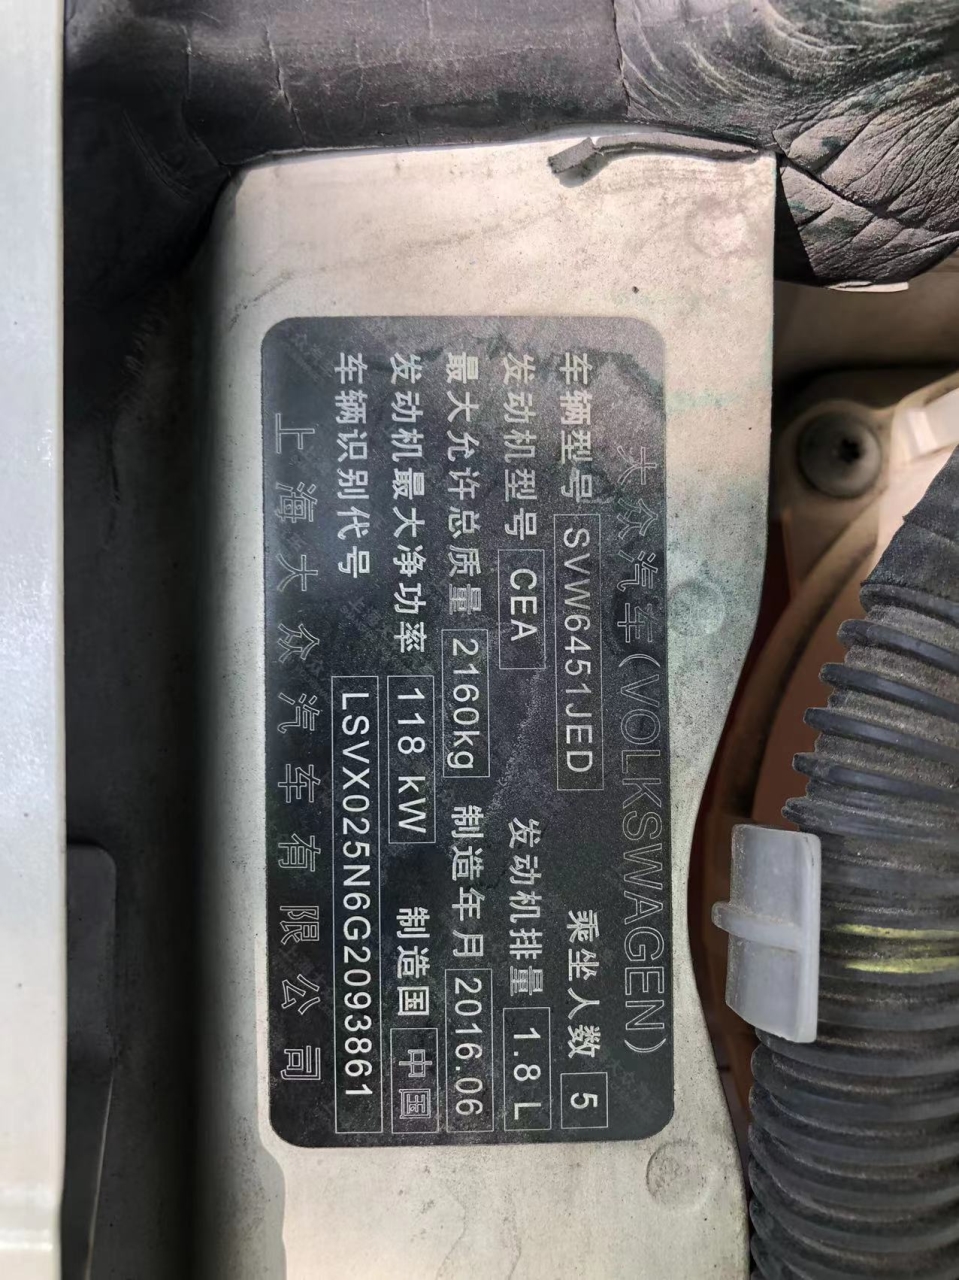 大众汽车(VOLKSWAGEN)
车辆型号 SVW6451JED 乘坐人数 5
发动机型号 CEA 发动机排量 1.8 L
最大允许总质量 2160kg 制造年月 2016.06
发动机最大净功率 118 kW 制造国 中国
车辆识别代号 LSVX025N6G2093861
上海大众汽车有限公司